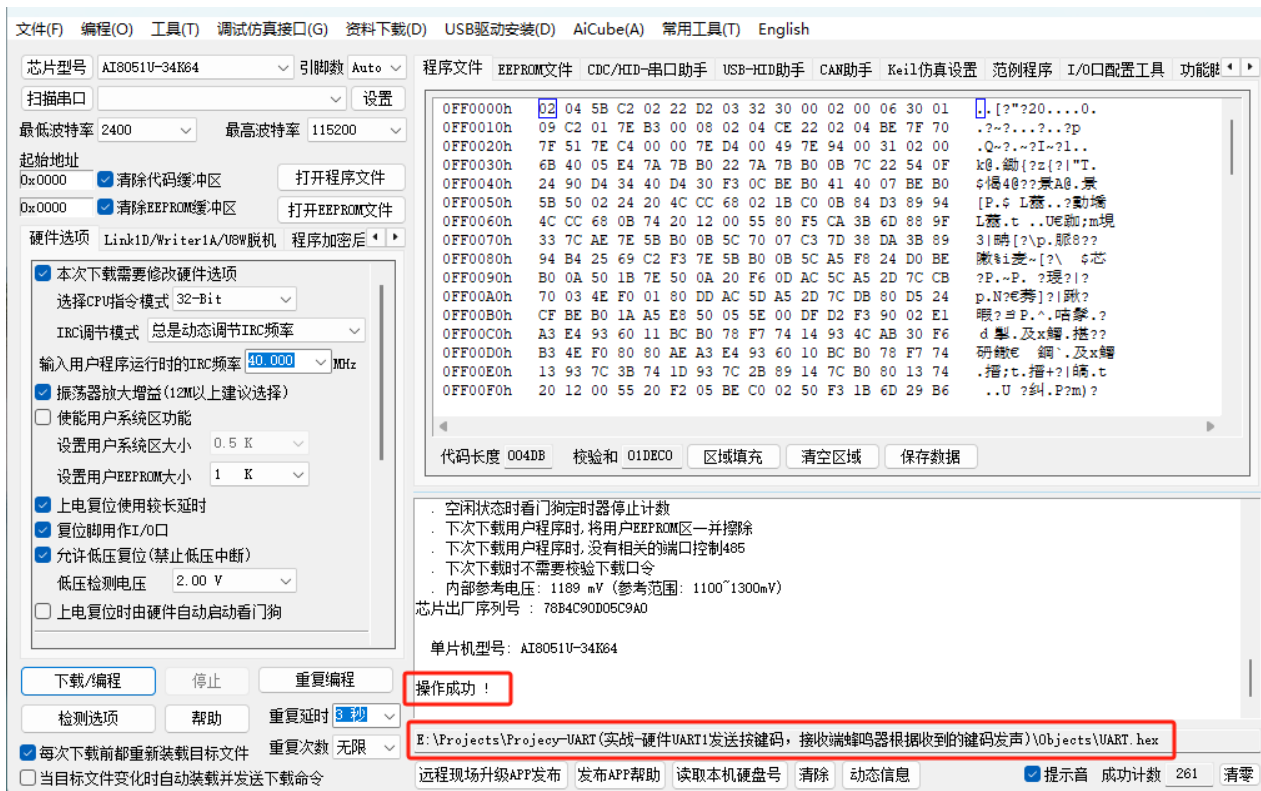 文件(F) 编程(O) 工具(T) 调试仿真接口(G) 资料下载(D) USB驱动安装(D) AiCube(A) 常用工具(T) English
芯片型号 AI8051U-34K64 引脚数 Auto
扫描串口 设置
最低波特率 2400 最高波特率 115200
起始地址
0x0000 清除代码缓冲区 打开程序文件
0x0000 清除EEPROM缓冲区 打开EEPROM文件
硬件选项 Link1D/Writer1A/U8W脱机 程序加密后
本次下载需要修改硬件选项
选择CPU指令模式 32-Bit
IRC调节模式 总是动态调节IRC频率
输入用户程序运行时的IRC频率 40.000 MHz
振荡器放大增益(12M以上建议选择)
使能用户系统区功能
设置用户系统区大小 0.5 K
设置用户EEPROM大小 1 K
上电复位使用较长延时
复位脚用作I/O口
允许低压复位(禁止低压中断)
低压检测电压 2.00 V
上电复位时由硬件自动启动看门狗
下载/编程 停止 重复编程
检测选项 帮助 重复延时 3 秒
每次下载前都重新装载目标文件 重复次数 无限
当目标文件变化时自动装载并发送下载命令
程序文件 EEPROM文件 CDC/HID-串口助手 USB-HID助手 CAN助手 Keil仿真设置 范例程序 I/O口配置工具
0FF0000h 02 04 5B C2 02 22 D2 03 32 30 00 02 00 06 30 01 ..[?"?20....0.
0FF0010h 09 C2 01 7E B3 00 08 02 04 CE 22 02 04 BE 7F 70 .?~?...?..?p
0FF0020h 7F 51 7E C4 00 00 7E D4 00 49 7E 94 00 31 02 00 .Q~?.~?I~?1..
0FF0030h 6B 40 05 E4 7A 7B B0 22 7A 7B B0 0B 7C 22 54 0F k@.鋤{?z{?|"T.
0FF0040h 24 90 D4 34 40 D4 30 F3 0C BE B0 41 40 07 BE B0
0FF0050h 5B 50 02 24 20 4C CC 68 02 1B C0 0B 84 D3 89 94
0FF0060h 4C CC 68 0B 74 20 12 00 55 80 F5 CA 3B 6D 88 9F
0FF0070h 33 7C AE 7E 5B B0 0B 5C 70 07 C3 7D 38 DA 3B 89
0FF0080h 94 B4 25 69 C2 F3 7E 5B B0 0B 5C A5 F8 24 D0 BE
0FF0090h B0 0A 50 1B 7E 50 0A 20 F6 0D AC 5C A5 2D 7C CB
0FF00A0h 70 03 4E F0 01 80 DD AC 5D A5 2D 7C DB 80 D5 24
0FF00B0h CF BE B0 1A A5 E8 50 05 5E 00 DF D2 F3 90 02 E1
0FF00C0h A3 E4 93 60 11 BC B0 78 F7 74 14 93 4C AB 30 F6
0FF00D0h B3 4E F0 80 80 AE A3 E4 93 60 10 BC B0 78 F7 74
0FF00E0h 13 93 7C 3B 74 1D 93 7C 2B 89 14 7C B0 80 13 74
0FF00F0h 20 12 00 55 20 F2 05 BE C0 02 50 F3 1B 6D 29 B6 ..U ?糾.P?m)?
代码长度 004DB 校验和 01DEC0 区域填充 清空区域 保存数据
. 空闲状态时看门狗定时器停止计数
. 下次下载用户程序时,将用户EEPROM区一并擦除
. 下次下载用户程序时,没有相关的端口控制485
. 下次下载时不需要校验下载口令
. 内部参考电压: 1189 mV (参考范围: 1100~1300mV)
芯片出厂序列号 : 78B4C90D05C9A0
单片机型号: AI8051U-34K64
操作成功 !
E:\Projects\Projecy-UART(实战-硬件UART1发送按键码，接收端蜂鸣器根据收到的键码发声)\Objects\UART.hex
远程现场升级APP发布 发布APP帮助 读取本机硬盘号 清除 动态信息 提示音 成功计数 261 清零